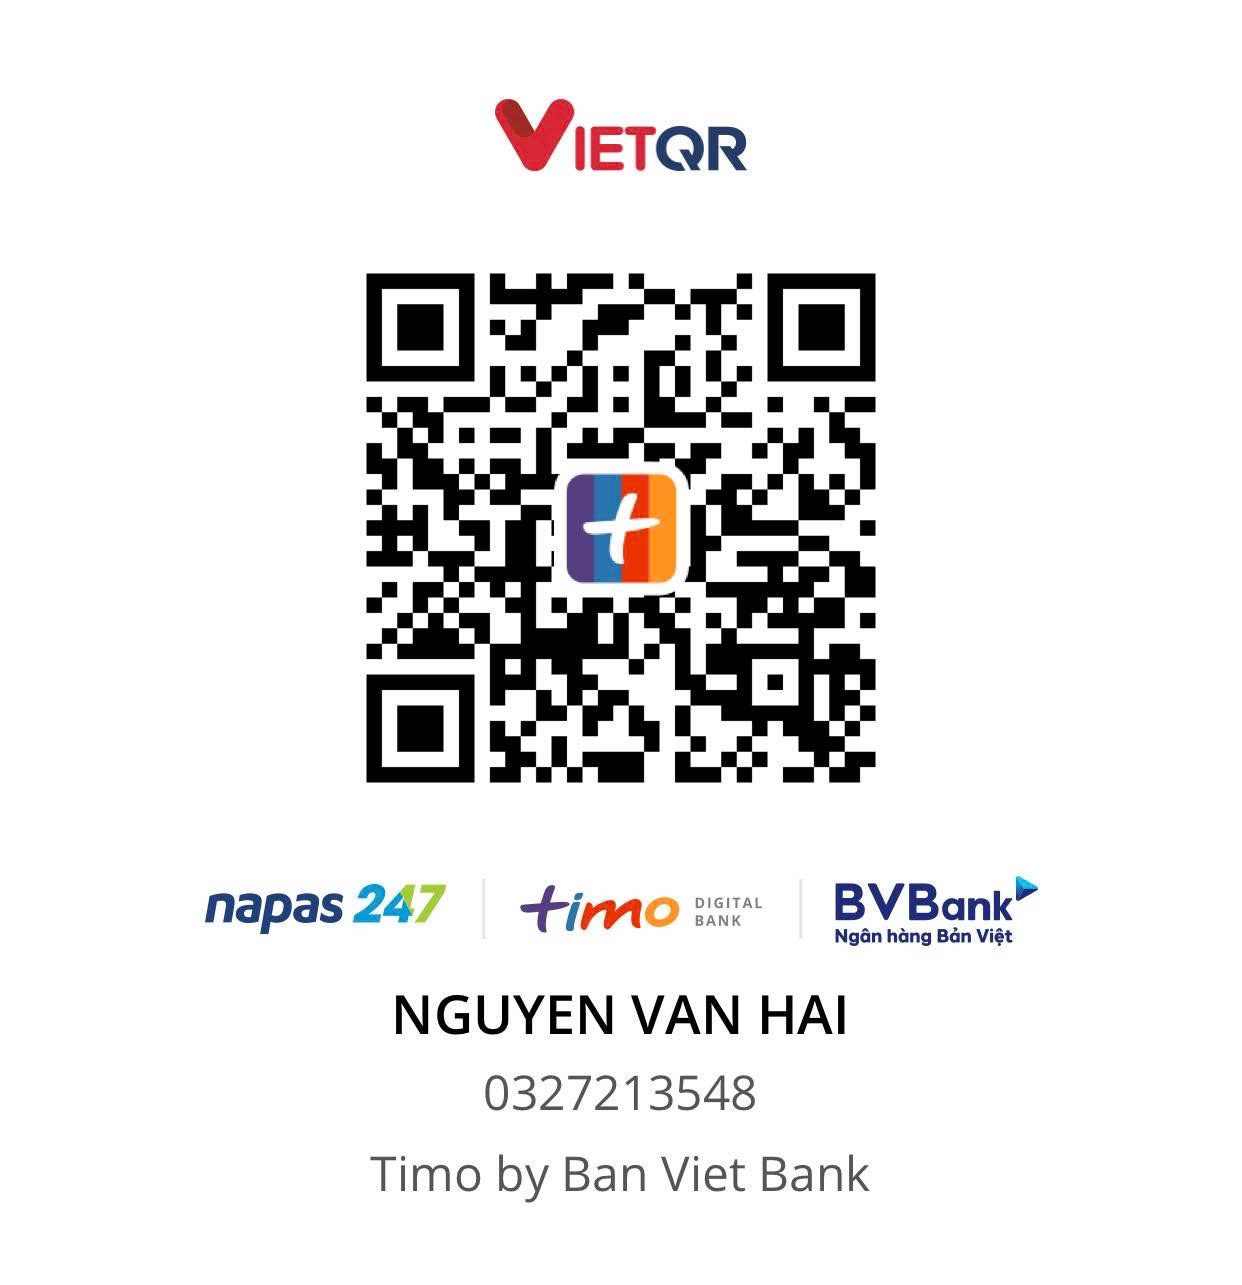 VIETQR
napas 247
timo DIGITAL BANK
BVBank
Ngân hàng Bản Việt
NGUYEN VAN HAI
0327213548
Timo by Ban Viet Bank